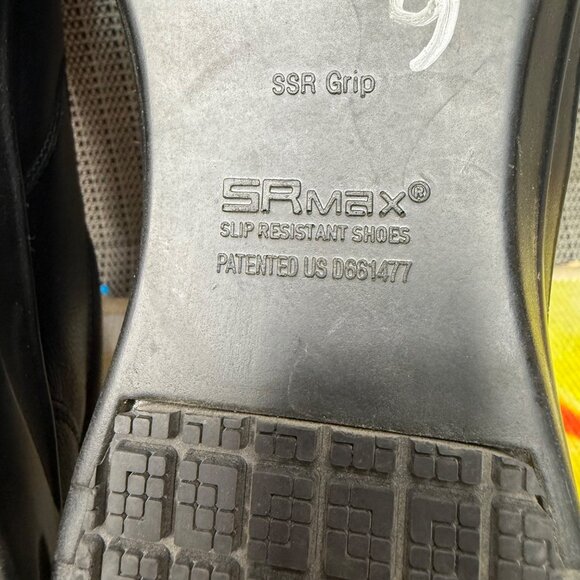 9
SSR Grip
SRMAX®
SLIP RESISTANT SHOES
PATENTED US D661477